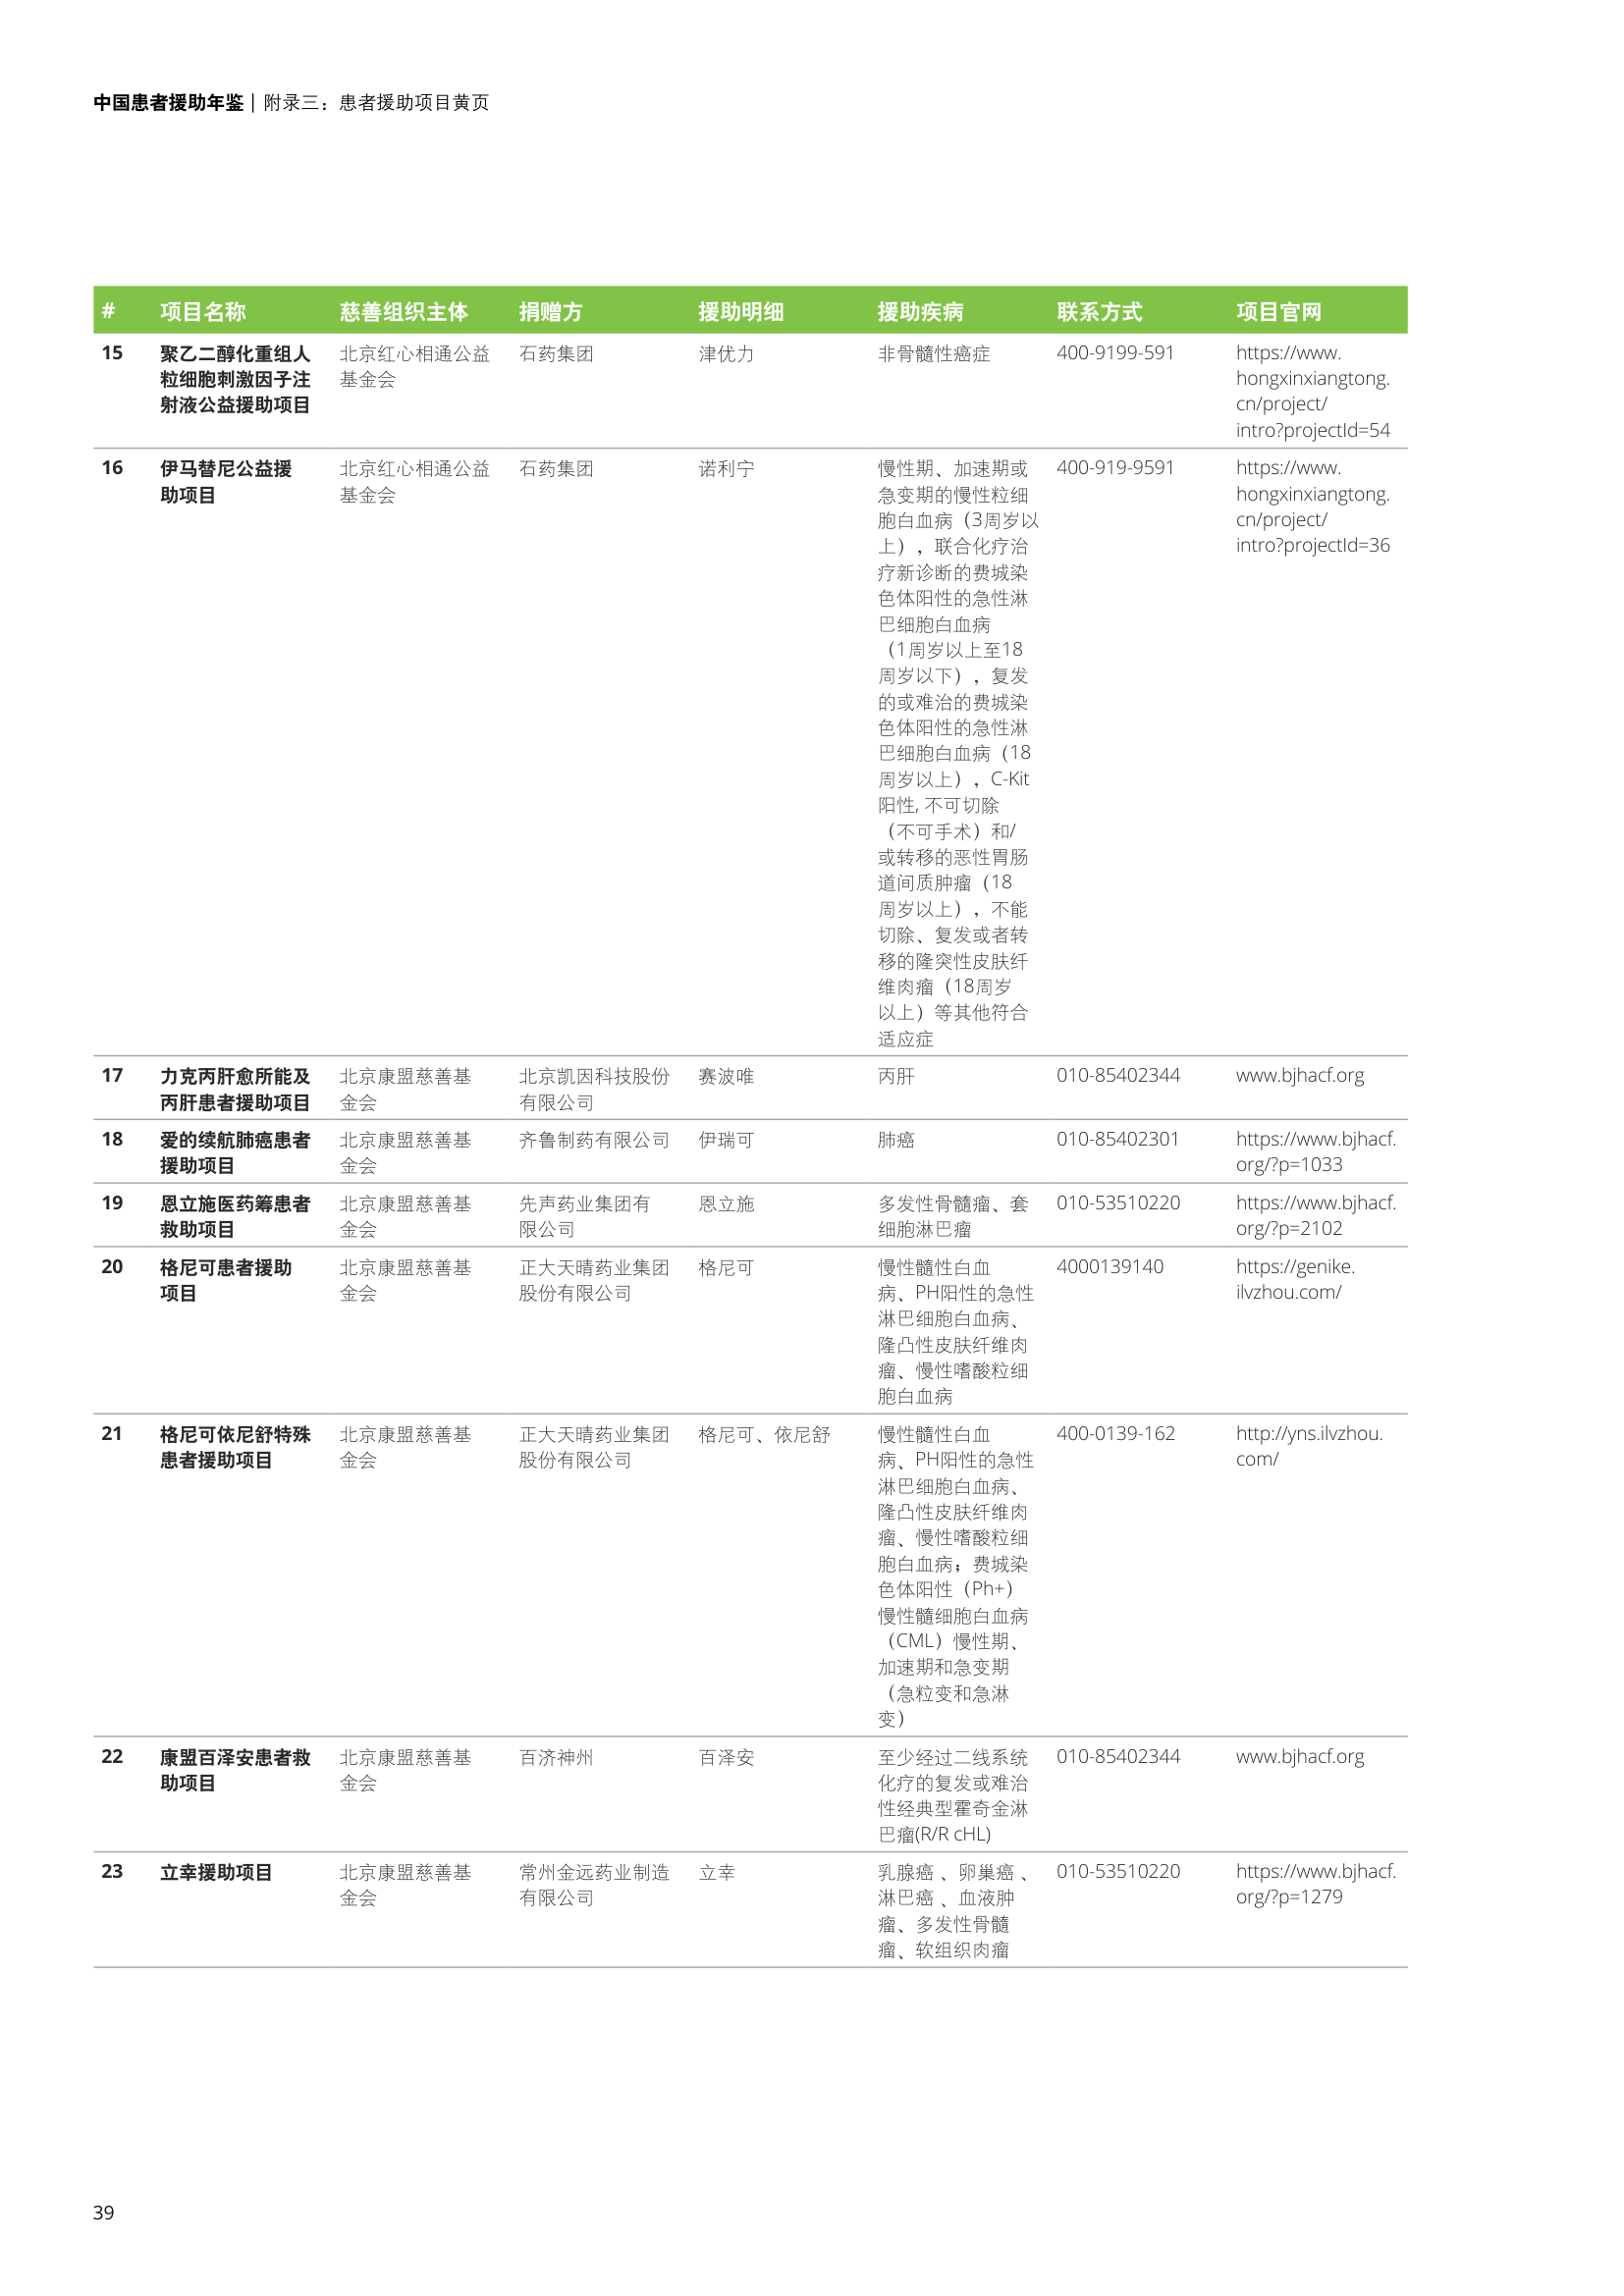 中国患者援助年鉴 | 附录三：患者援助项目黄页
# 项目名称 慈善组织主体 捐赠方 援助明细 援助疾病 联系方式 项目官网
15 聚乙二醇化重组人 北京红心相通公益 石药集团 津优力 非骨髓性癌症 400-9199-591 https://www.
粒细胞刺激因子注 基金会 hongxinxiangtong.
射液公益援助项目 cn/project/
intro?projectId=54
16 伊马替尼公益援 北京红心相通公益 石药集团 诺利宁 慢性期、加速期或 400-919-9591 https://www.
助项目 基金会 急变期的慢性粒细 hongxinxiangtong.
胞白血病（3周岁以 cn/project/
上），联合化疗治 intro?projectId=36
疗新诊断的费城染
色体阳性的急性淋
巴细胞白血病
（1周岁以上至18
周岁以下），复发
的或难治的费城染
色体阳性的急性淋
巴细胞白血病（18
周岁以上），C-Kit
阳性, 不可切除
（不可手术）和/
或转移的恶性胃肠
道间质肿瘤（18
周岁以上），不能
切除、复发或者转
移的隆突性皮肤纤
维肉瘤（18周岁
以上）等其他符合
适应症
17 力克丙肝愈所能及 北京康盟慈善基 北京凯因科技股份 赛波唯 丙肝 010-85402344 www.bjhacf.org
丙肝患者援助项目 金会 有限公司
18 爱的续航肺癌患者 北京康盟慈善基 齐鲁制药有限公司 伊瑞可 肺癌 010-85402301 https://www.bjhacf.
援助项目 金会 org/?p=1033
19 恩立施医药筹患者 北京康盟慈善基 先声药业集团有 恩立施 多发性骨髓瘤、套 010-53510220 https://www.bjhacf.
救助项目 金会 限公司 细胞淋巴瘤 org/?p=2102
20 格尼可患者援助 北京康盟慈善基 正大天晴药业集团 格尼可 慢性髓性白血 4000139140 https://genike.
项目 金会 股份有限公司 病、PH阳性的急性 ilvzhou.com/
淋巴细胞白血病、
隆凸性皮肤纤维肉
瘤、慢性嗜酸粒细
胞白血病
21 格尼可依尼舒特殊 北京康盟慈善基 正大天晴药业集团 格尼可、依尼舒 慢性髓性白血 400-0139-162 http://yns.ilvzhou.
患者援助项目 金会 股份有限公司 病、PH阳性的急性 com/
淋巴细胞白血病、
隆凸性皮肤纤维肉
瘤、慢性嗜酸粒细
胞白血病；费城染
色体阳性（Ph+）
慢性髓细胞白血病
（CML）慢性期、
加速期和急变期
（急粒变和急淋
变）
22 康盟百泽安患者救 北京康盟慈善基 百济神州 百泽安 至少经过二线系统 010-85402344 www.bjhacf.org
助项目 金会 化疗的复发或难治
性经典型霍奇金淋
巴瘤(R/R cHL)
23 立幸援助项目 北京康盟慈善基 常州金远药业制造 立幸 乳腺癌 、卵巢癌 、 010-53510220 https://www.bjhacf.
金会 有限公司 淋巴癌 、血液肿 org/?p=1279
瘤、多发性骨髓
瘤、软组织肉瘤
39